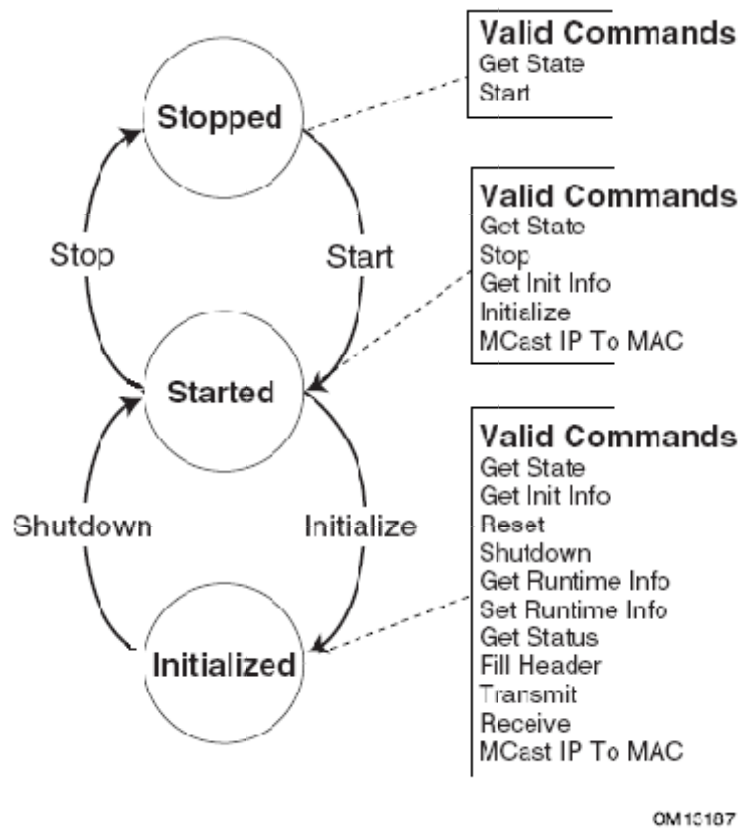 Stopped
Stop
Start
Started
Shutdown
Initialize
Initialized
Valid Commands
Get State
Start
Valid Commands
Get State
Stop
Get Init Info
Initialize
MCast IP To MAC
Valid Commands
Get State
Get Init Info
Reset
Shutdown
Get Runtime Info
Set Runtime Info
Get Status
Fill Header
Transmit
Receive
MCast IP To MAC
OM13187